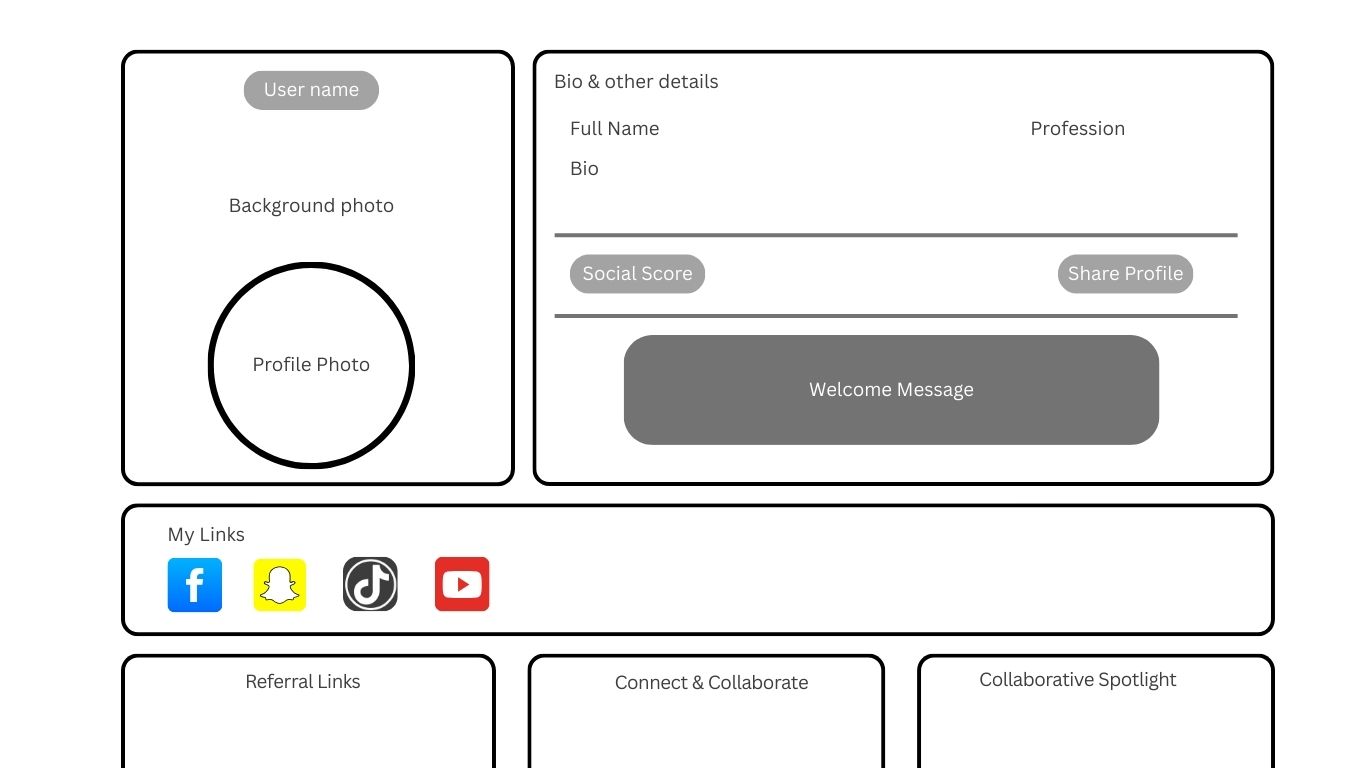 User name
Background photo
Profile Photo
Bio & other details
Full Name
Profession
Bio
Social Score
Share Profile
Welcome Message
My Links
Referral Links
Connect & Collaborate
Collaborative Spotlight